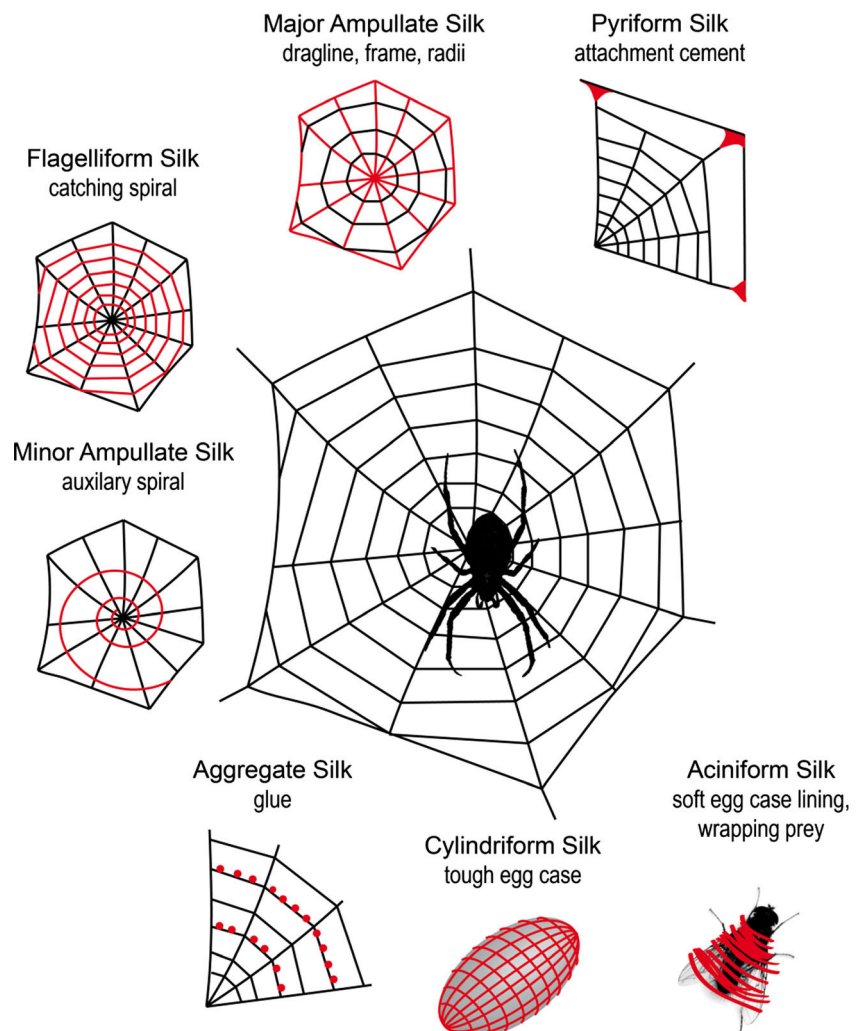 Major Ampullate Silk
dragline, frame, radii
Pyriform Silk
attachment cement
Flagelliform Silk
catching spiral
Minor Ampullate Silk
auxilary spiral
Aggregate Silk
glue
Cylindriform Silk
tough egg case
Aciniform Silk
soft egg case lining,
wrapping prey